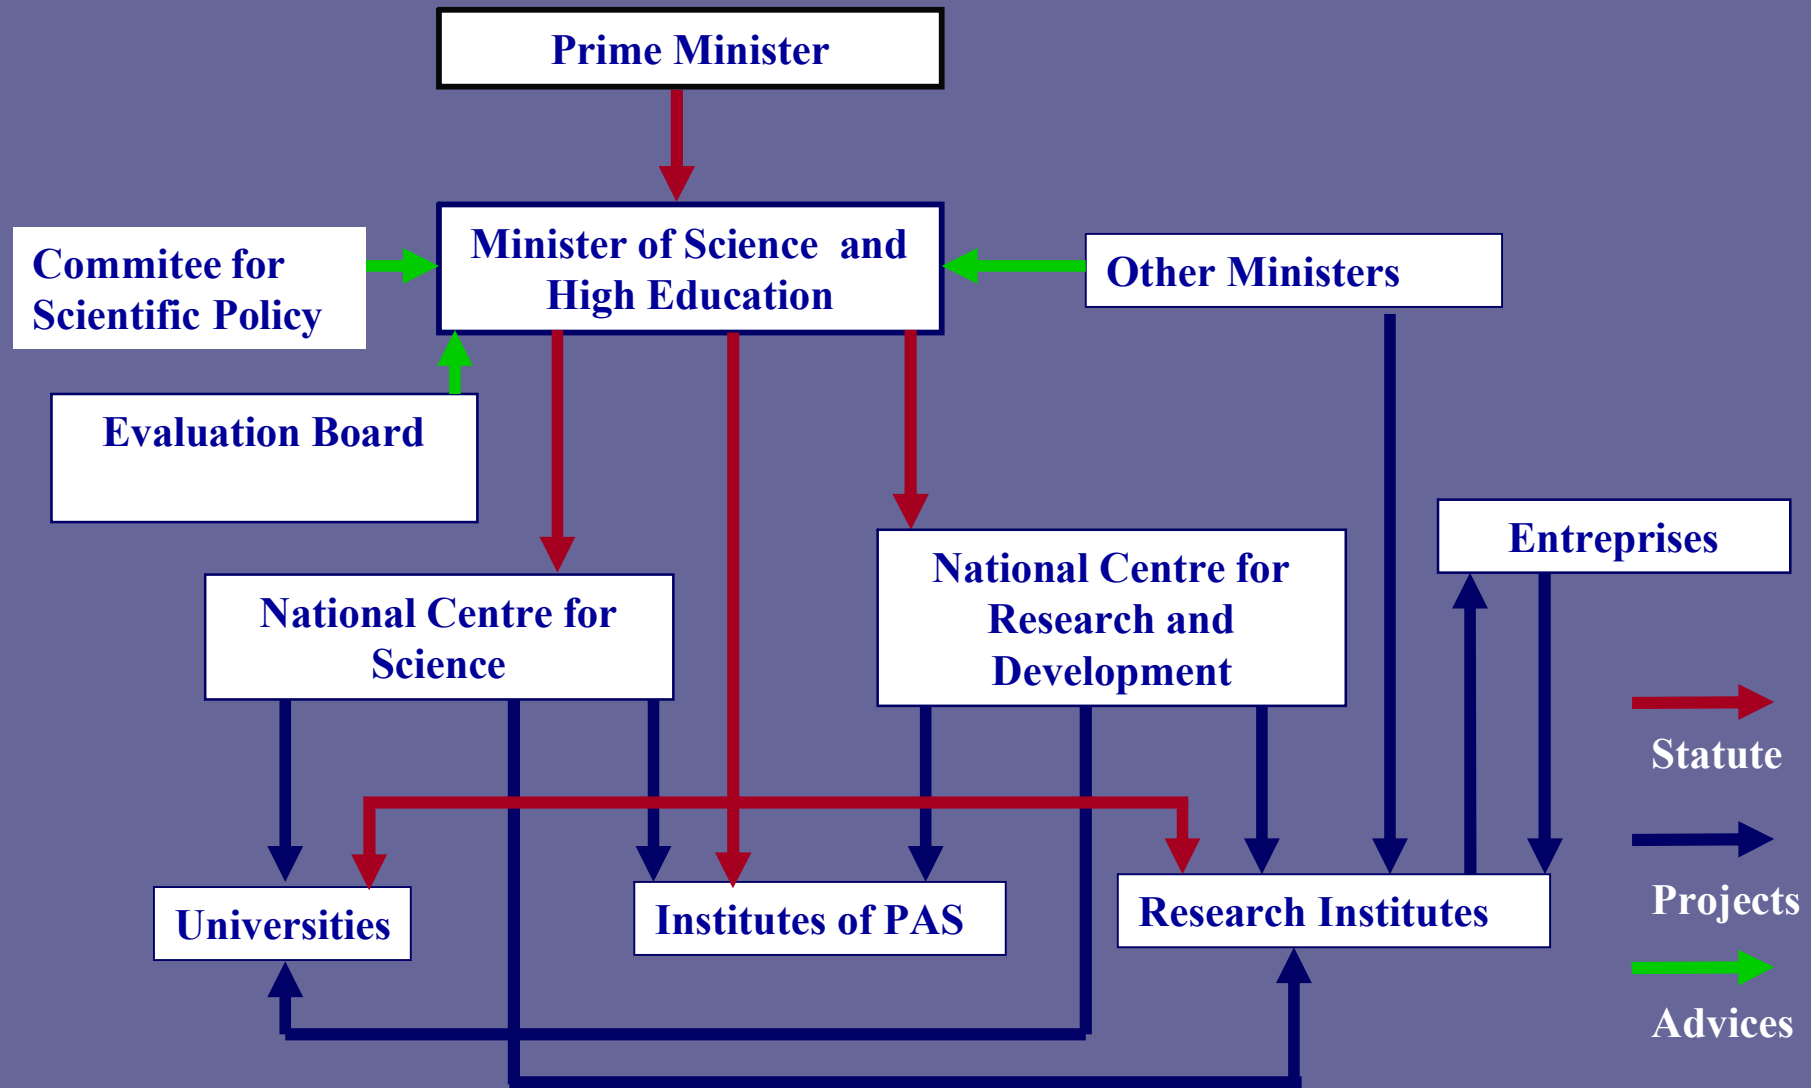 Prime Minister
Commitee for
Scientific Policy
Minister of Science and
High Education
Other Ministers
Evaluation Board
National Centre for
Science
National Centre for
Research and
Development
Entreprises
Universities
Institutes of PAS
Research Institutes
Statute
Projects
Advices